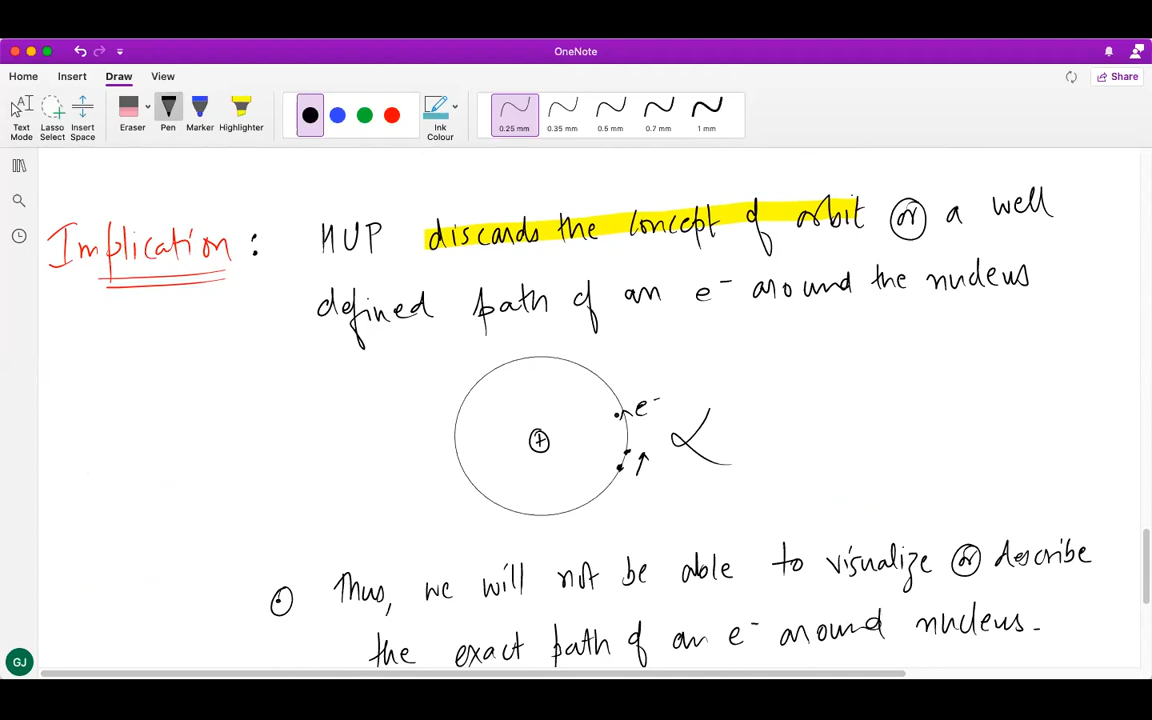 OneNote
Home Insert Draw View
Share
Text Mode
Lasso Select
Insert Space
Eraser
Pen
Marker
Highlighter
Ink Colour
0.25 mm
0.35 mm
0.5 mm
0.7 mm
1 mm
Implication : HUP discards the concept of orbit or a well
defined path of an e⁻ around the nucleus
e⁻
+
Thus, we will not be able to visualize or describe
the exact path of an e⁻ around nucleus.
GJ